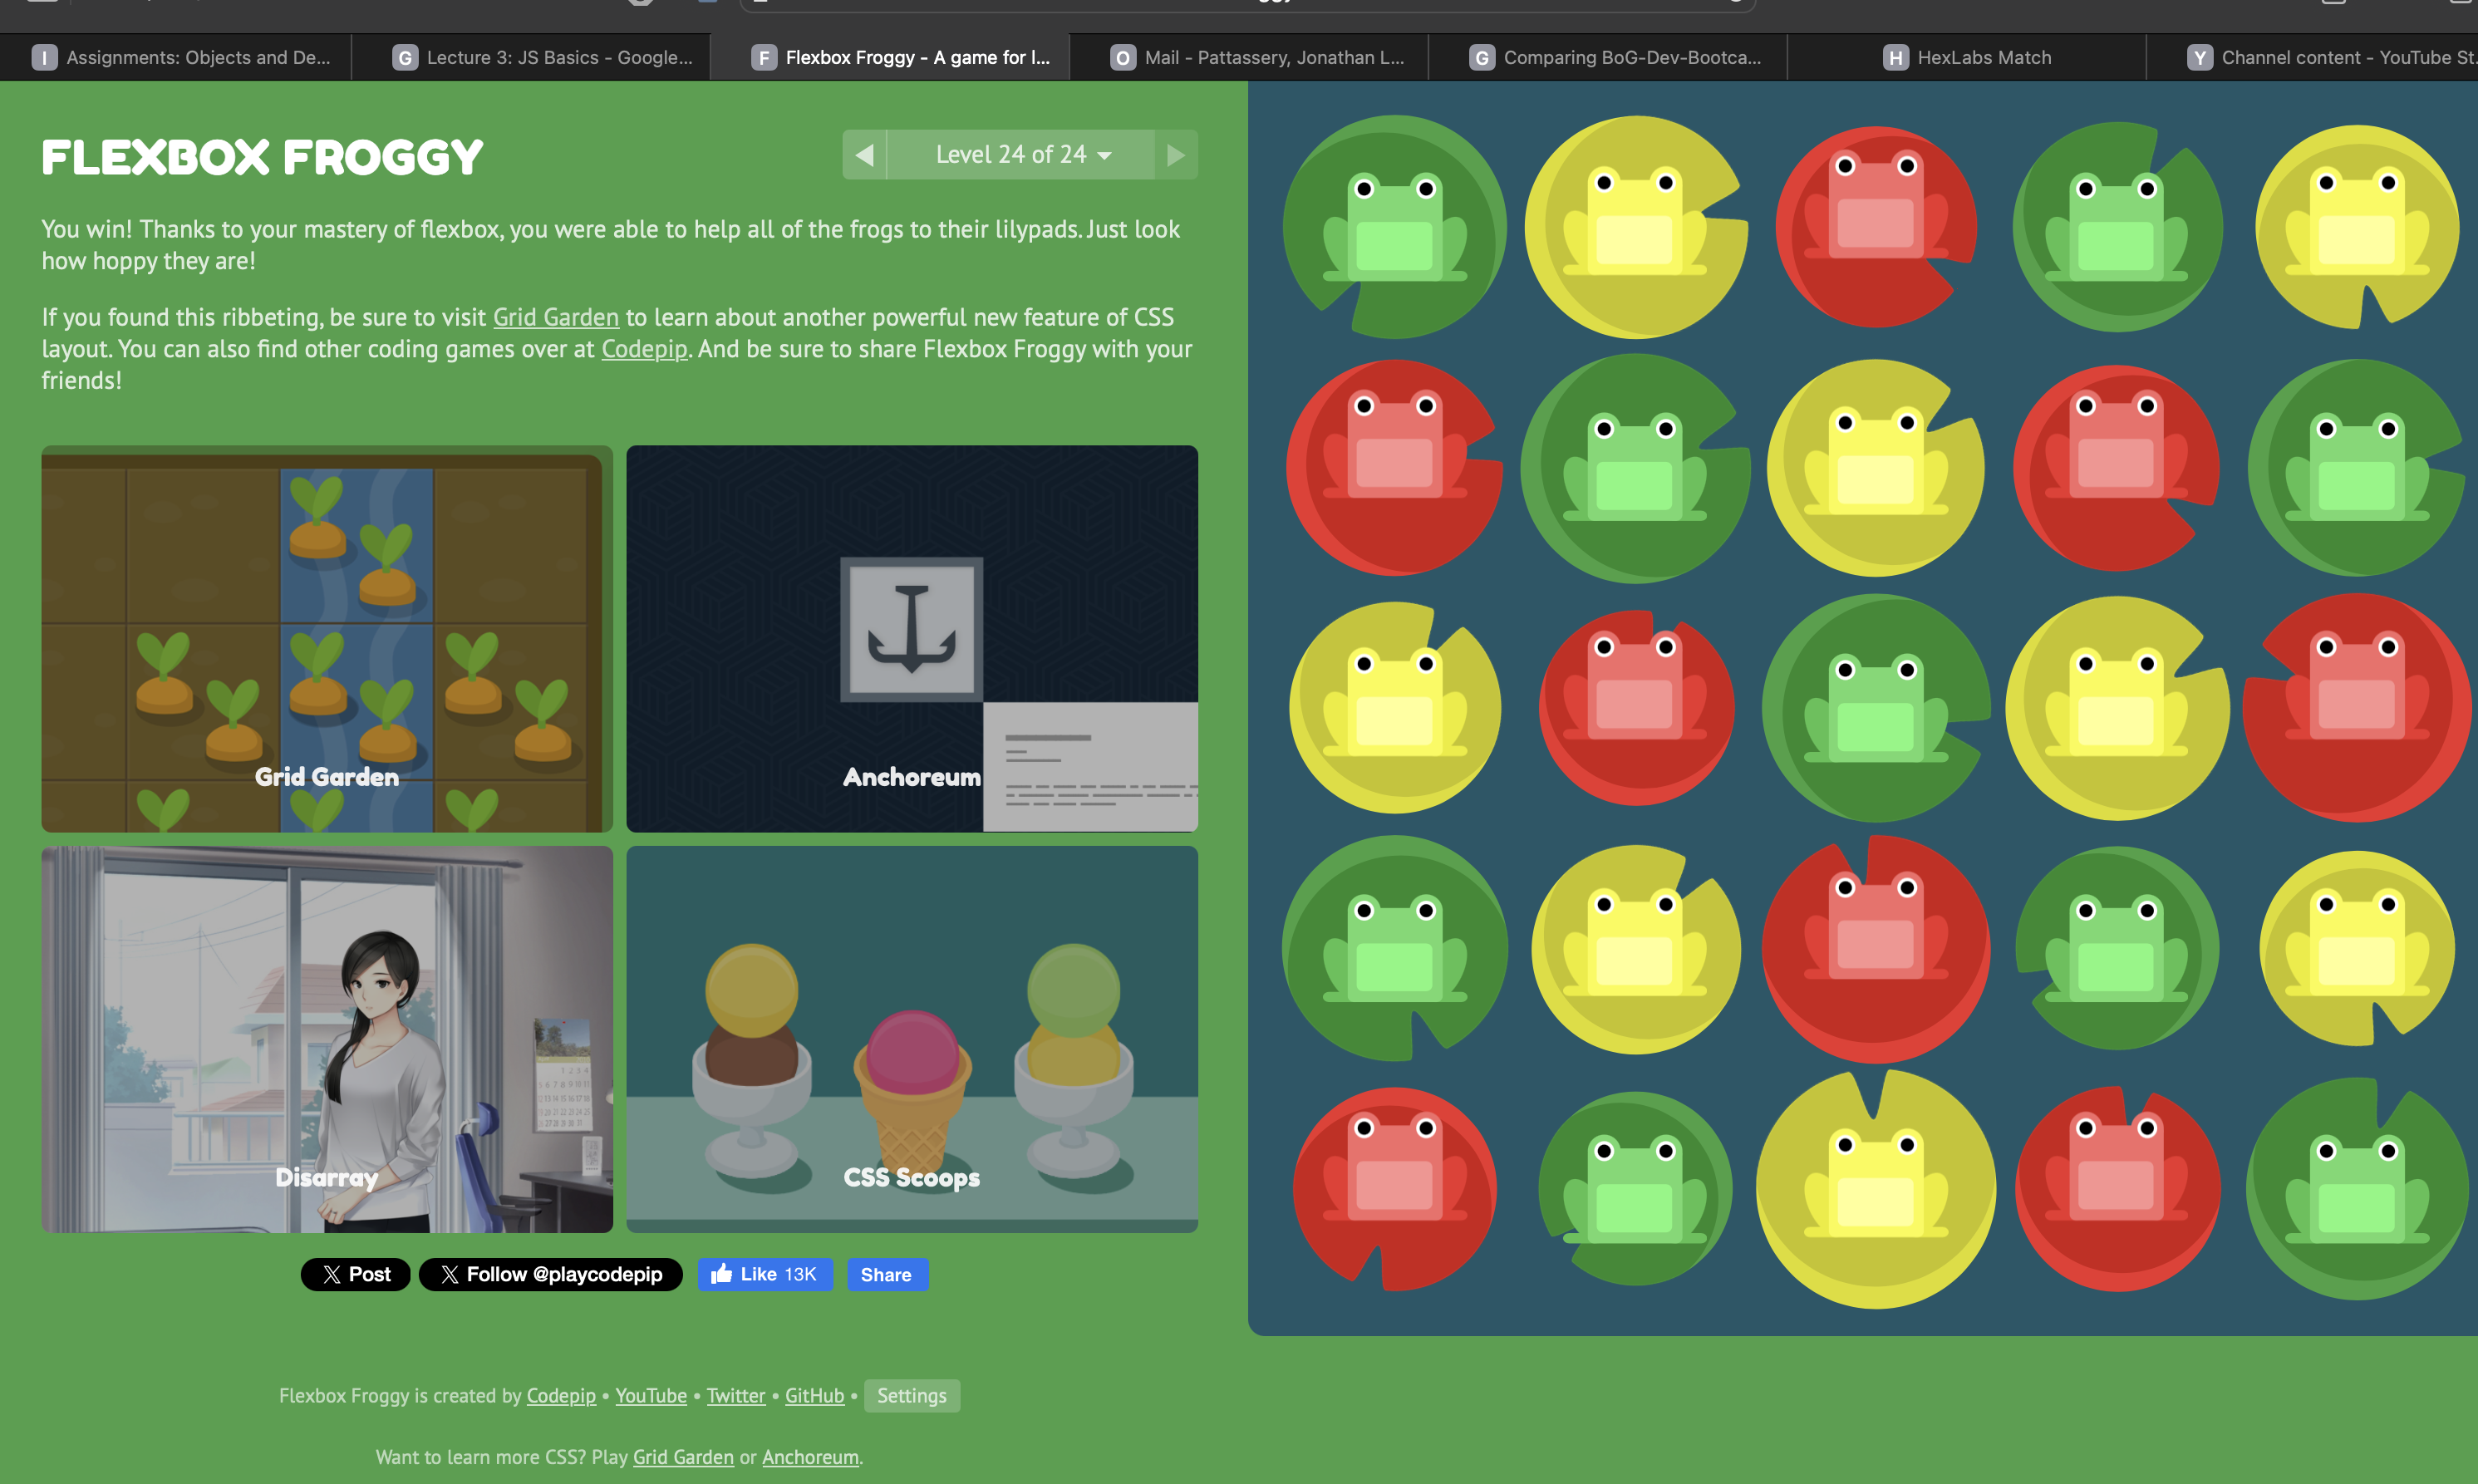 I Assignments: Objects and De...
G Lecture 3: JS Basics - Google...
F Flexbox Froggy - A game for l...
O Mail - Pattassery, Jonathan L...
G Comparing BoG-Dev-Bootca...
H HexLabs Match
Y Channel content - YouTube St.
FLEXBOX FROGGY
Level 24 of 24
You win! Thanks to your mastery of flexbox, you were able to help all of the frogs to their lilypads. Just look
how hoppy they are!
If you found this ribbeting, be sure to visit Grid Garden to learn about another powerful new feature of CSS
layout. You can also find other coding games over at Codepip. And be sure to share Flexbox Froggy with your
friends!
Grid Garden
Anchoreum
Disarray
CSS Scoops
Post
Follow @playcodepip
Like 13K
Share
Flexbox Froggy is created by Codepip • YouTube • Twitter • GitHub • Settings
Want to learn more CSS? Play Grid Garden or Anchoreum.